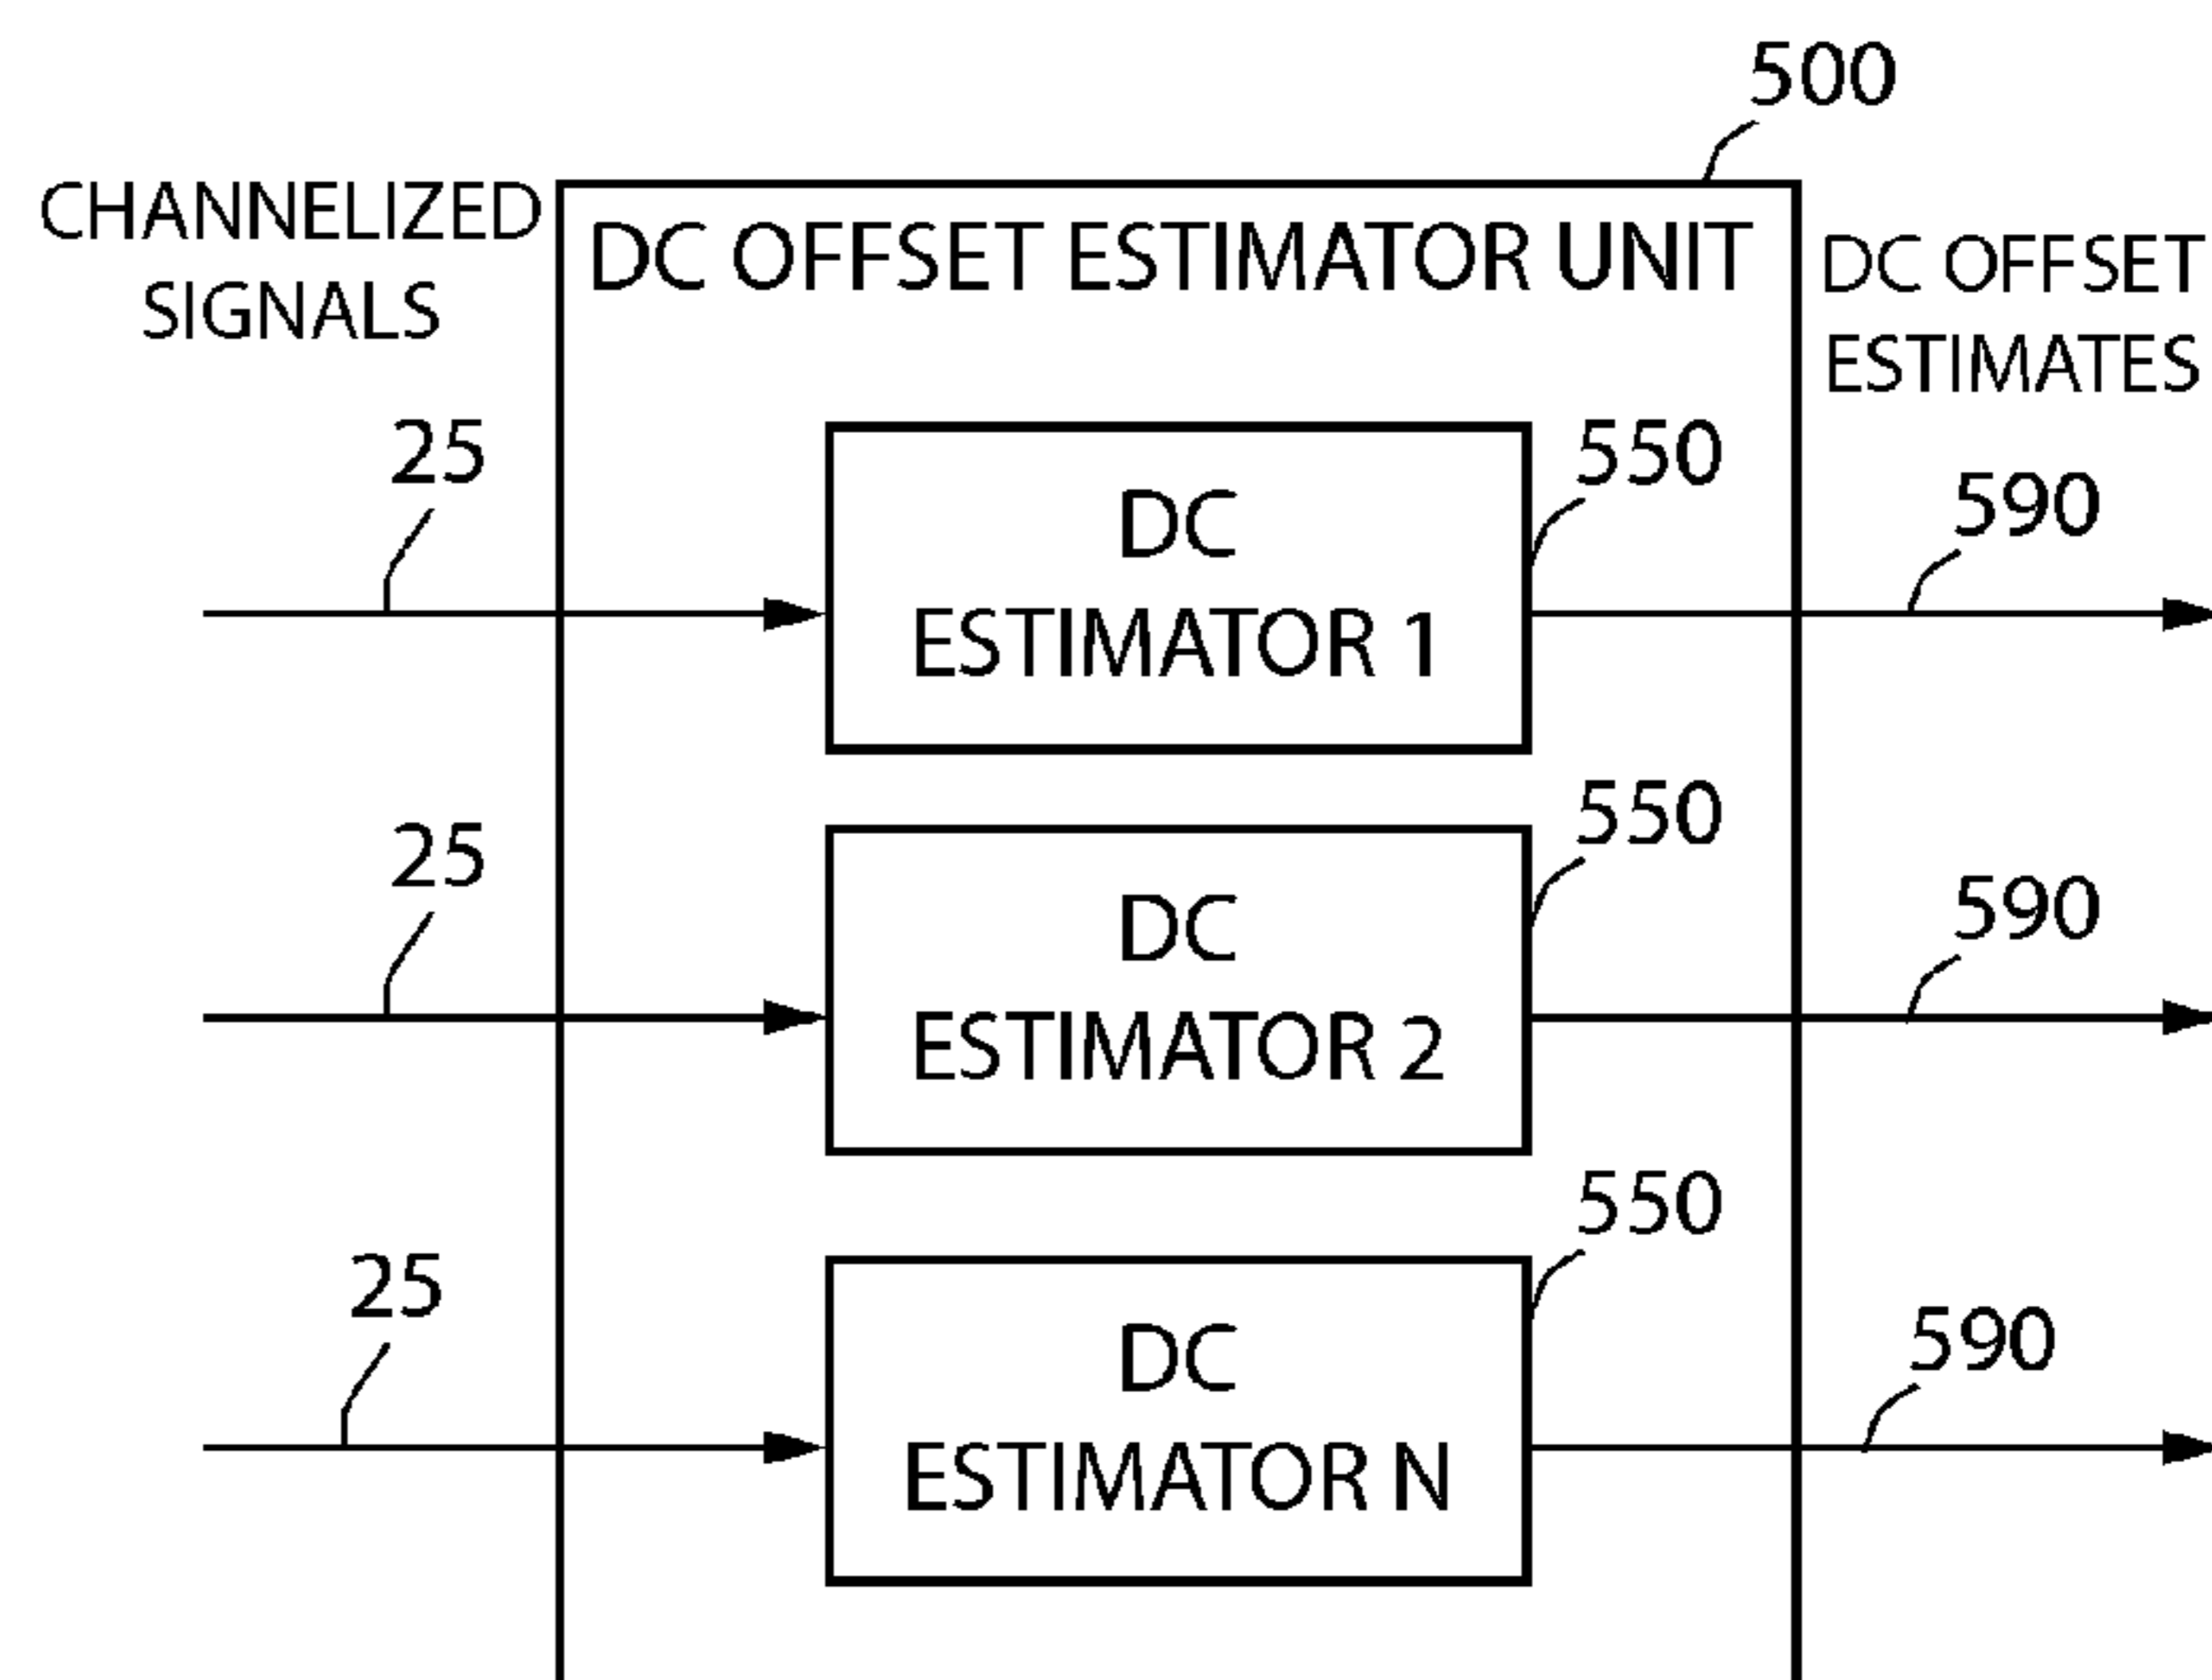 500
CHANNELIZED
SIGNALS
DC OFFSET ESTIMATOR UNIT
DC OFFSET
ESTIMATES
25
550
590
DC
ESTIMATOR 1
25
550
590
DC
ESTIMATOR 2
25
550
590
DC
ESTIMATOR N